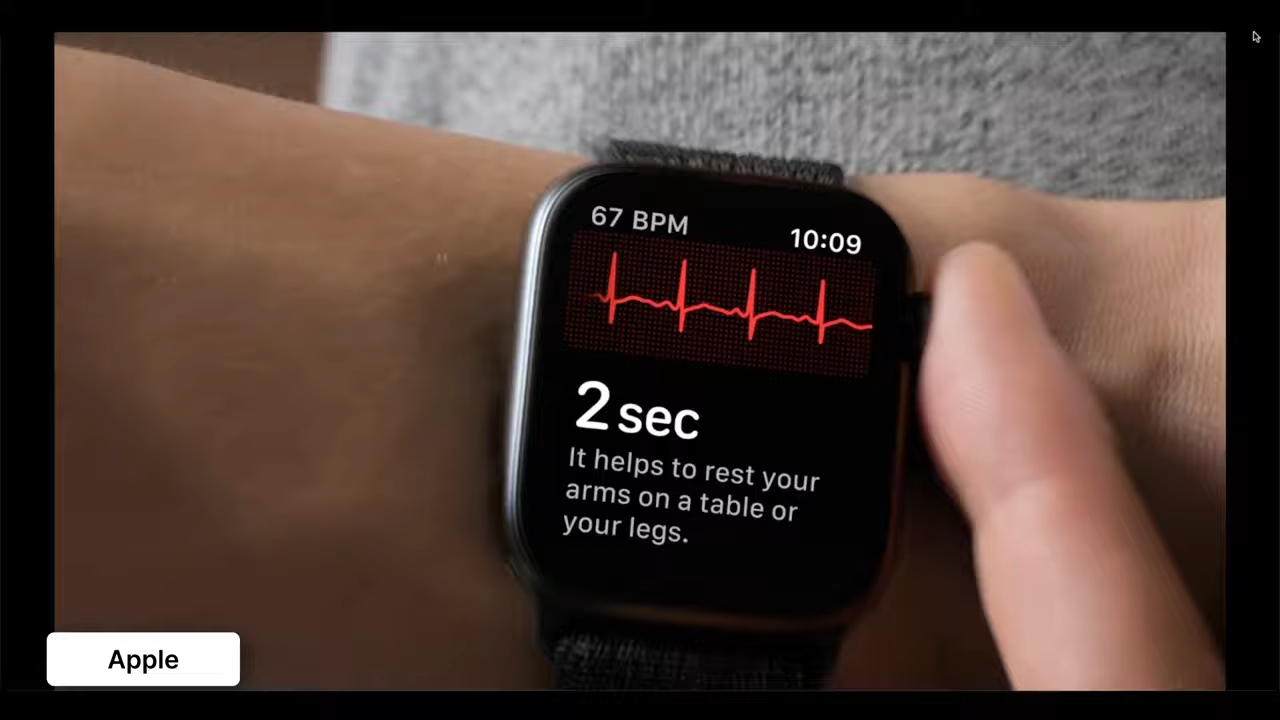 67 BPM
10:09
2 sec
It helps to rest your
arms on a table or
your legs.
Apple